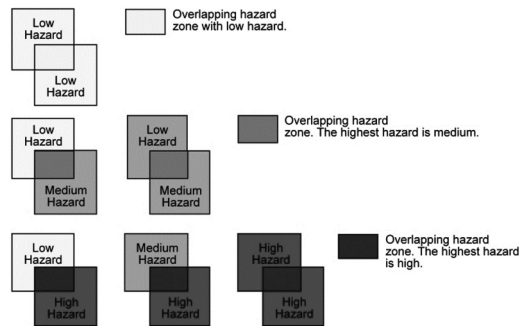 Low
Hazard
Low
Hazard
Overlapping hazard
zone with low hazard.
Low
Hazard
Medium
Hazard
Low
Hazard
Medium
Hazard
Overlapping hazard
zone. The highest hazard is medium.
Low
Hazard
High
Hazard
Medium
Hazard
High
Hazard
High
Hazard
High
Hazard
Overlapping hazard
zone. The highest hazard
is high.